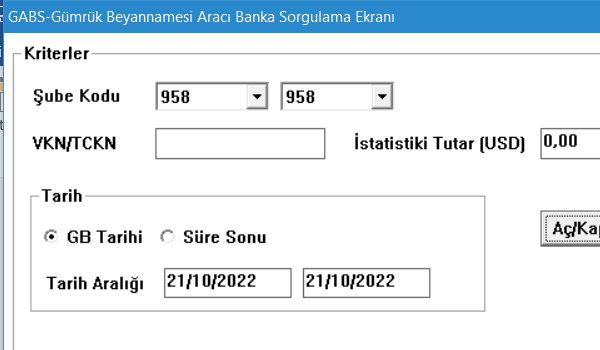 GABS-Gümrük Beyannamesi Aracı Banka Sorgulama Ekranı
Kriterler
Şube Kodu 958 958
VKN/TCKN İstatistiki Tutar (USD) 0,00
Tarih
GB Tarihi Süre Sonu
Aç/Kap
Tarih Aralığı 21/10/2022 21/10/2022